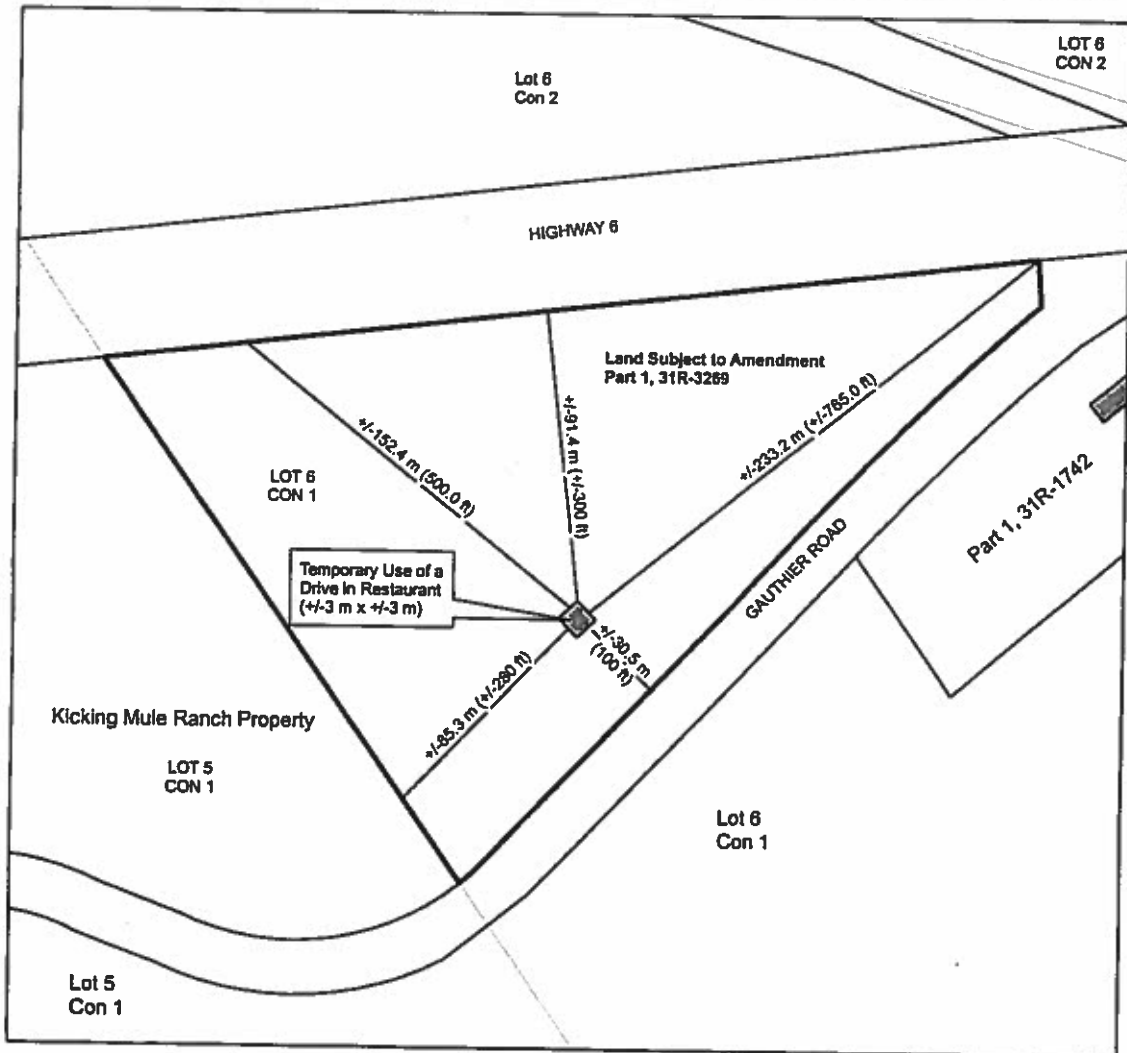 Lot 6
Con 2
LOT 6
CON 2
HIGHWAY 6
Land Subject to Amendment
Part 1, 31R-3269
+/-152.4 m (500.0 ft)
+/-91.4 m (+/-300 ft)
+/-233.2 m (+/-765.0 ft)
LOT 6
CON 1
Temporary Use of a
Drive in Restaurant
(+/-3 m x +/-3 m)
+/-30.5 m
(100 ft)
+/-85.3 m (+/-280 ft)
GAUTHIER ROAD
Part 1, 31R-1742
Kicking Mule Ranch Property
LOT 5
CON 1
Lot 6
Con 1
Lot 5
Con 1